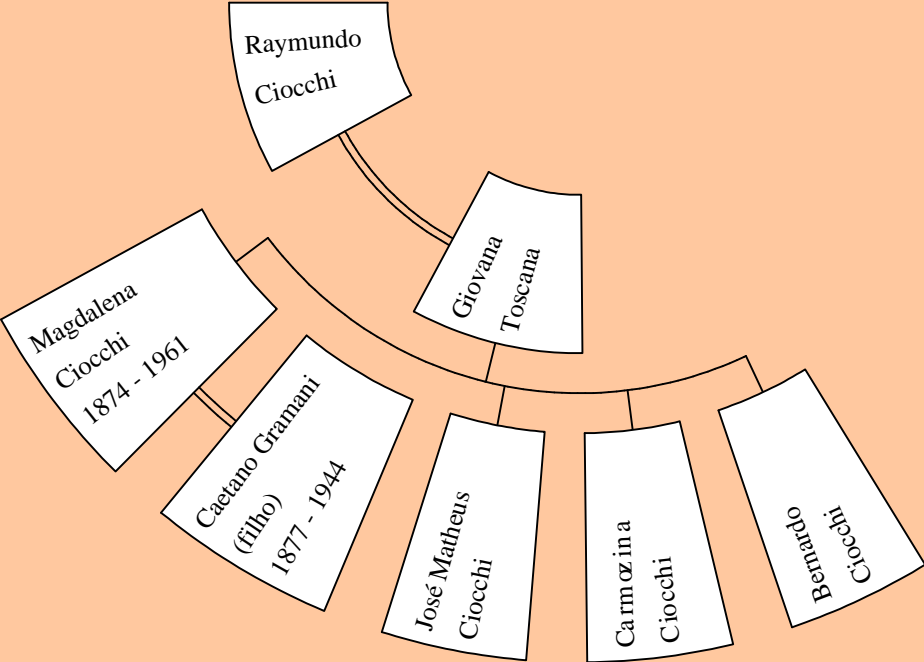 Raymundo
Ciocchi
Giovana
Toscana
Magdalena
Ciocchi
1874 - 1961
Caetano Gramani
(filho)
1877 - 1944
José Matheus
Ciocchi
Carmozina
Ciocchi
Bernardo
Ciocchi